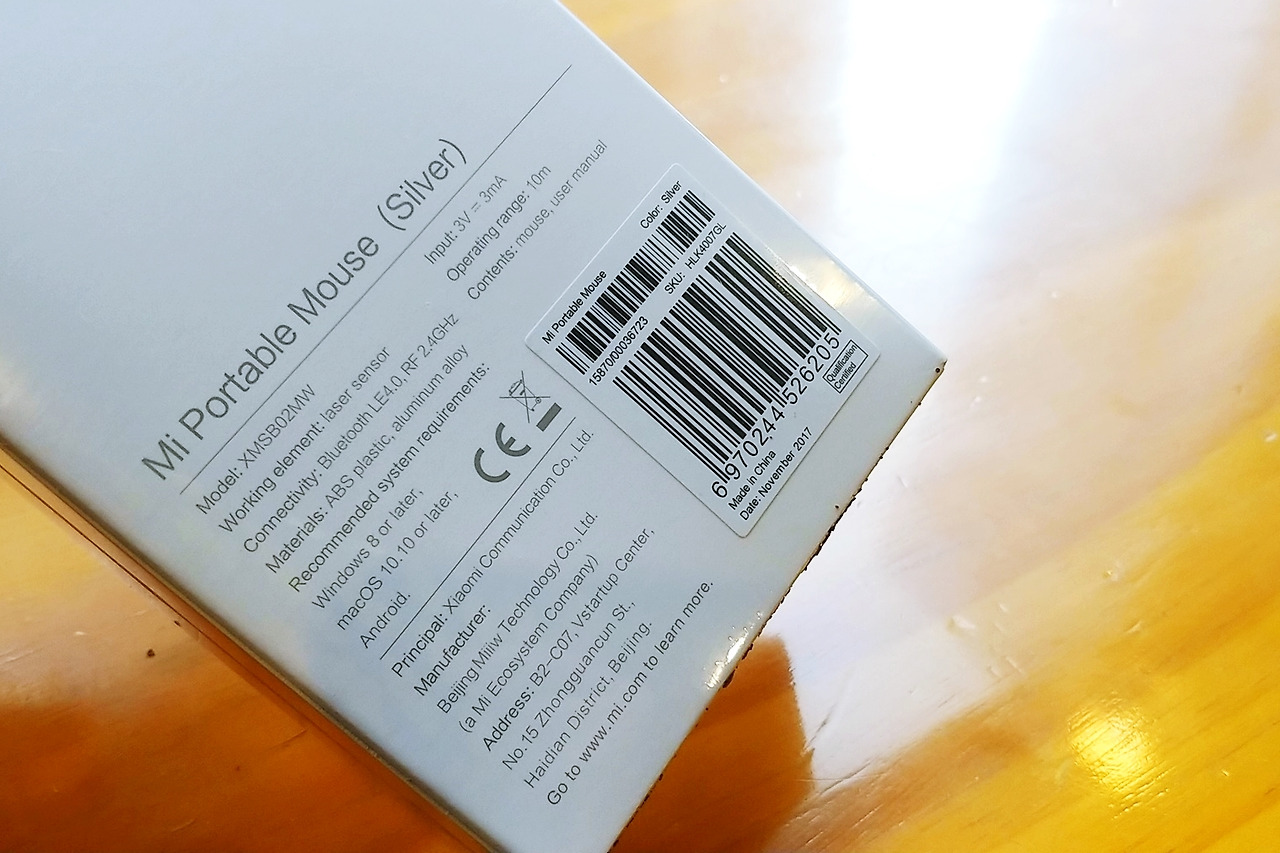 Mi Portable Mouse (Silver)
Model: XMSB02MW
Working element: laser sensor
Connectivity: Bluetooth LE4.0, RF 2.4GHz
Materials: ABS plastic, aluminum alloy
Recommended system requirements:
Windows 8 or later,
macOS 10.10 or later,
Android.
Input: 3V = 3mA
Operating range: 10m
Contents: mouse, user manual
CE
Principal: Xiaomi Communication Co., Ltd.
Manufacturer:
Beijing Miiiw Technology Co., Ltd.
(a Mi Ecosystem Company)
Address: B2-C07, Vstartup Center,
No. 15 Zhongguancun St.,
Haidian District, Beijing.
Go to www.mi.com to learn more.
Mi Portable Mouse Color: Silver
15870/00036723 SKU: HLK4007GL
6 970244 526205
Made in China
Date: November 2017
Qualification
Certified